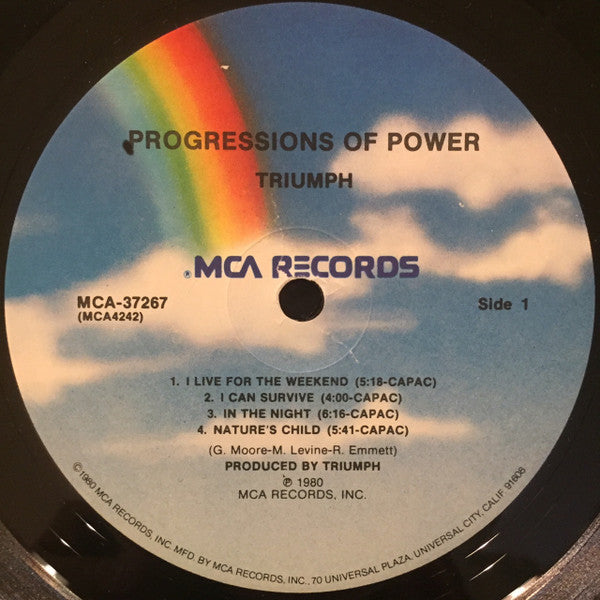 PROGRESSIONS OF POWER
TRIUMPH
® MCA RECORDS
MCA-37267
(MCA4242)
Side 1
1. I LIVE FOR THE WEEKEND (5:18-CAPAC)
2. I CAN SURVIVE (4:00-CAPAC)
3. IN THE NIGHT (6:16-CAPAC)
4. NATURE'S CHILD (5:41-CAPAC)
(G. Moore-M. Levine-R. Emmett)
PRODUCED BY TRIUMPH
℗ 1980
MCA RECORDS, INC.
©1980 MCA RECORDS, INC. MFD. BY MCA RECORDS, INC., 70 UNIVERSAL PLAZA, UNIVERSAL CITY, CALIF. 91608